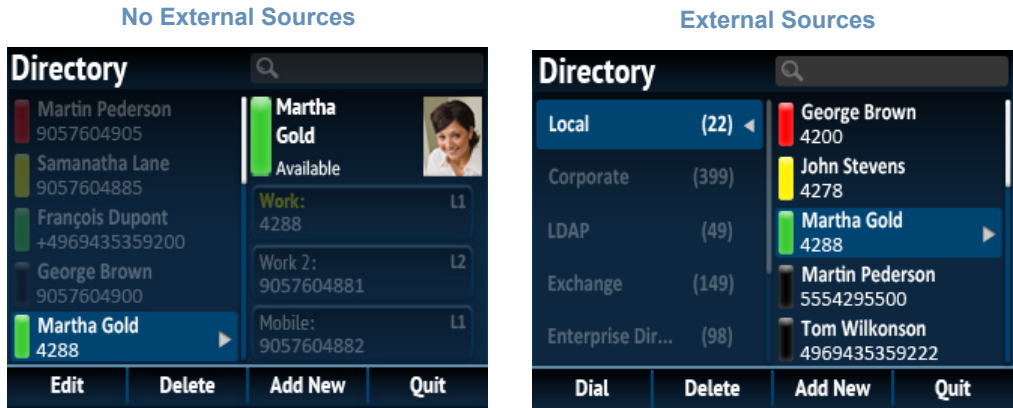 No External Sources
Directory
Martin Pederson
9057604905
Samanatha Lane
9057604885
François Dupont
+4969435359200
George Brown
9057604900
Martha Gold
4288
Martha
Gold
Available
Work: L1
4288
Work 2: L2
9057604881
Mobile: L1
9057604882
Edit Delete Add New Quit
External Sources
Directory
Local (22)
Corporate (399)
LDAP (49)
Exchange (149)
Enterprise Dir... (98)
George Brown
4200
John Stevens
4278
Martha Gold
4288
Martin Pederson
5554295500
Tom Wilkonson
4969435359222
Dial Delete Add New Quit